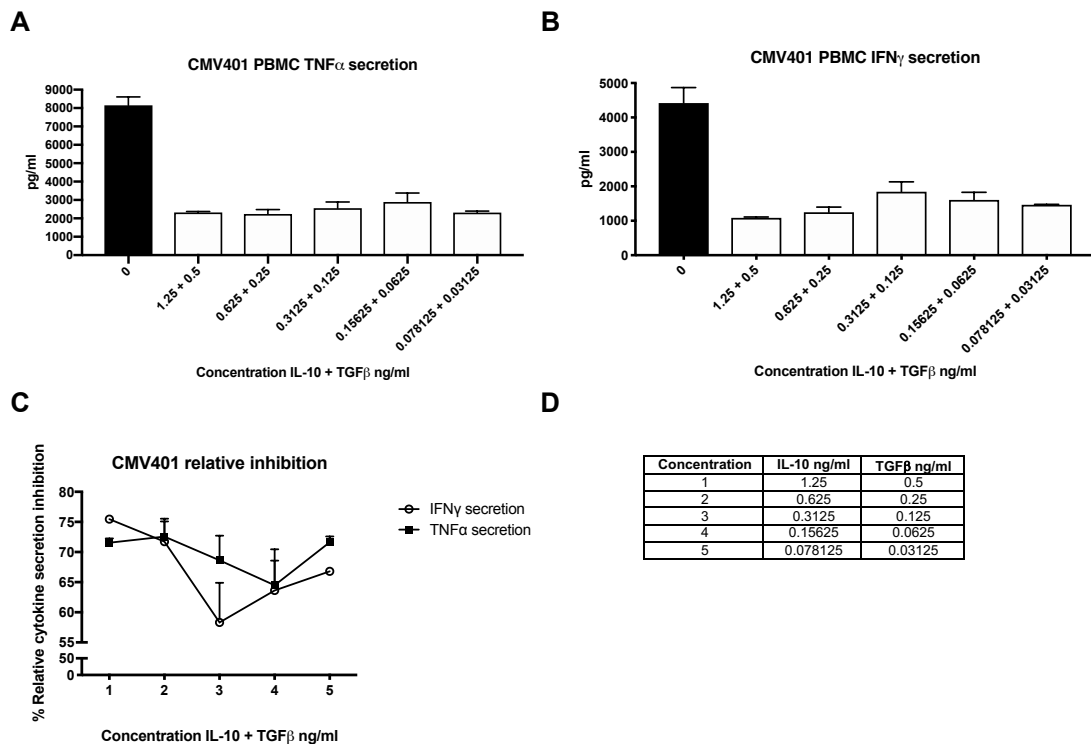 A
CMV401 PBMC TNFα secretion
pg/ml
9000
8000
7000
6000
5000
4000
3000
2000
1000
0
0
1.25 + 0.5
0.625 + 0.25
0.3125 + 0.125
0.15625 + 0.0625
0.078125 + 0.03125
Concentration IL-10 + TGFβ ng/ml
B
CMV401 PBMC IFNγ secretion
pg/ml
5000
4000
3000
2000
1000
0
0
1.25 + 0.5
0.625 + 0.25
0.3125 + 0.125
0.15625 + 0.0625
0.078125 + 0.03125
Concentration IL-10 + TGFβ ng/ml
C
CMV401 relative inhibition
% Relative cytokine secretion inhibition
80
75
70
65
60
55
50
0
1 2 3 4 5
Concentration IL-10 + TGFβ ng/ml
IFNγ secretion
TNFα secretion
D
Concentration IL-10 ng/ml TGFβ ng/ml
1 1.25 0.5
2 0.625 0.25
3 0.3125 0.125
4 0.15625 0.0625
5 0.078125 0.03125